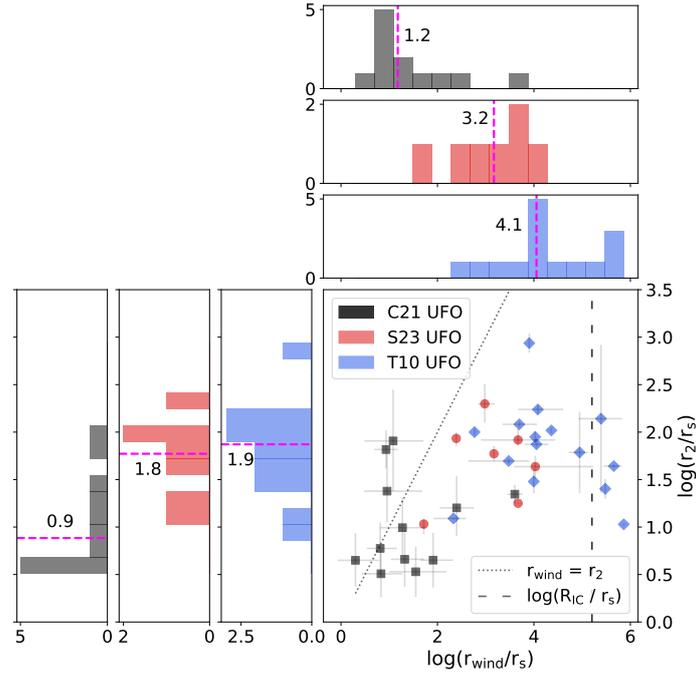 5
1.2
0
2
3.2
0
5
4.1
0
C21 UFO
S23 UFO
T10 UFO
3.5
3.0
2.5
2.0
1.5
1.0
0.5
0.0
log(r₂/rₛ)
0.9
1.8
1.9
r_wind = r₂
log(R_IC / rₛ)
5 0
2 0
2.5 0.0
0 2 4 6
log(r_wind/rₛ)